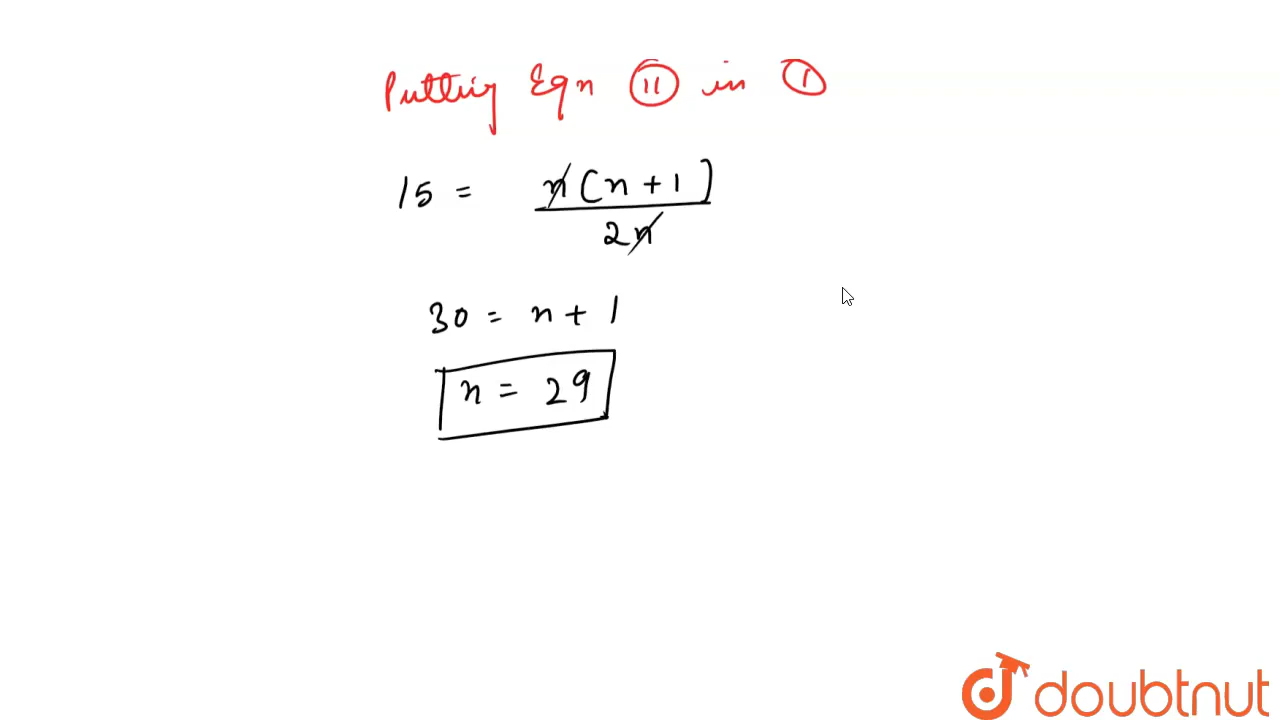 Putting Eqn (II) in (I)
15 = n(n+1) / 2n
30 = n + 1
n = 29
doubtnut